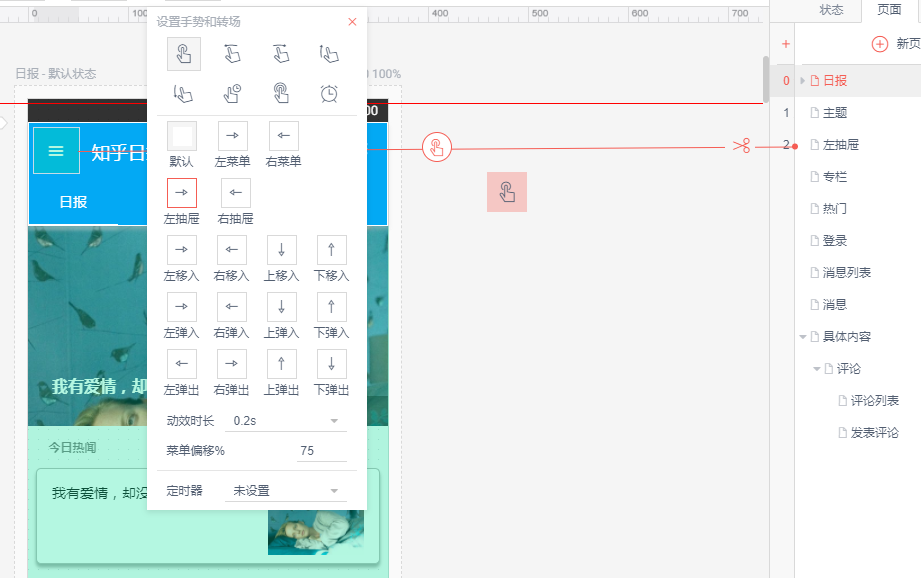 0
100
400
500
600
700
状态
页面
设置手势和转场
新页
日报 - 默认状态
0 100%
0 日报
1 主题
2 左抽屉
专栏
热门
登录
消息列表
消息
具体内容
评论
评论列表
发表评论
00
知乎日
日报
默认
左菜单
右菜单
左抽屉
右抽屉
左移入
右移入
上移入
下移入
左弹入
右弹入
上弹入
下弹入
左弹出
右弹出
上弹出
下弹出
动效时长
0.2s
菜单偏移%
75
定时器
未设置
我有爱情，却
今日热闻
我有爱情，却没